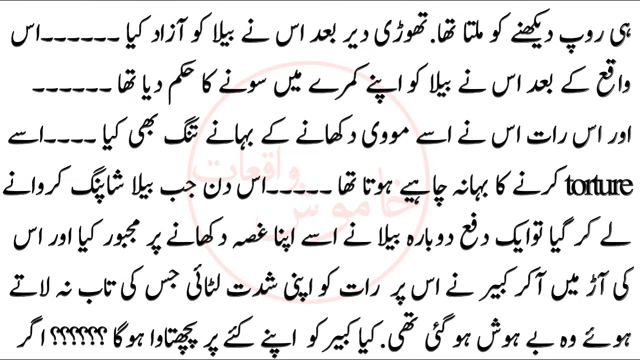 ہی روپ دیکھنے کو ملتا تھا.تھوڑی دیر بعد اس نے بیلا کو آزاد کیا ------اس
واقع کے بعد اس نے بیلا کو اپنے کمرے میں سونے کا حکم دیا تھا ------
اور اس رات اس نے اسے مووی دکھانے کے بہانے تنگ بھی کیا ----اسے
torture کرنے کا بہانہ چاہیے ہوتا تھا -----اس دن جب بیلا شاپنگ کروانے
خاموش واقعات
لے کر گیا توایک دفع دوبارہ بیلا نے اسے اپنا غصہ دکھانے پر مجبور کیا اور اس
کی آڑ میں آکر کبیر نے اس پر رات کو اپنی شدت لٹائی جس کی تاب نہ لاتے
ہوئے وہ بے ہوش ہو گئی تھی.کیا کبیر کو اپنے کئے پر پچھتاوا ہوگا ؟؟؟؟؟؟ اگر